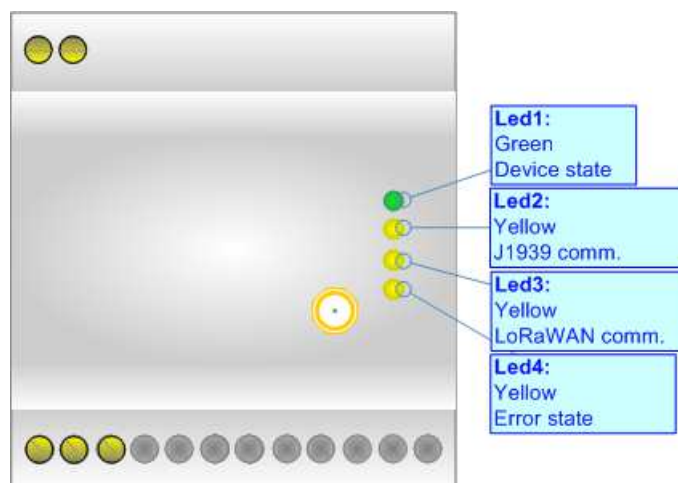 Led1:
Green
Device state
Led2:
Yellow
J1939 comm.
Led3:
Yellow
LoRaWAN comm.
Led4:
Yellow
Error state